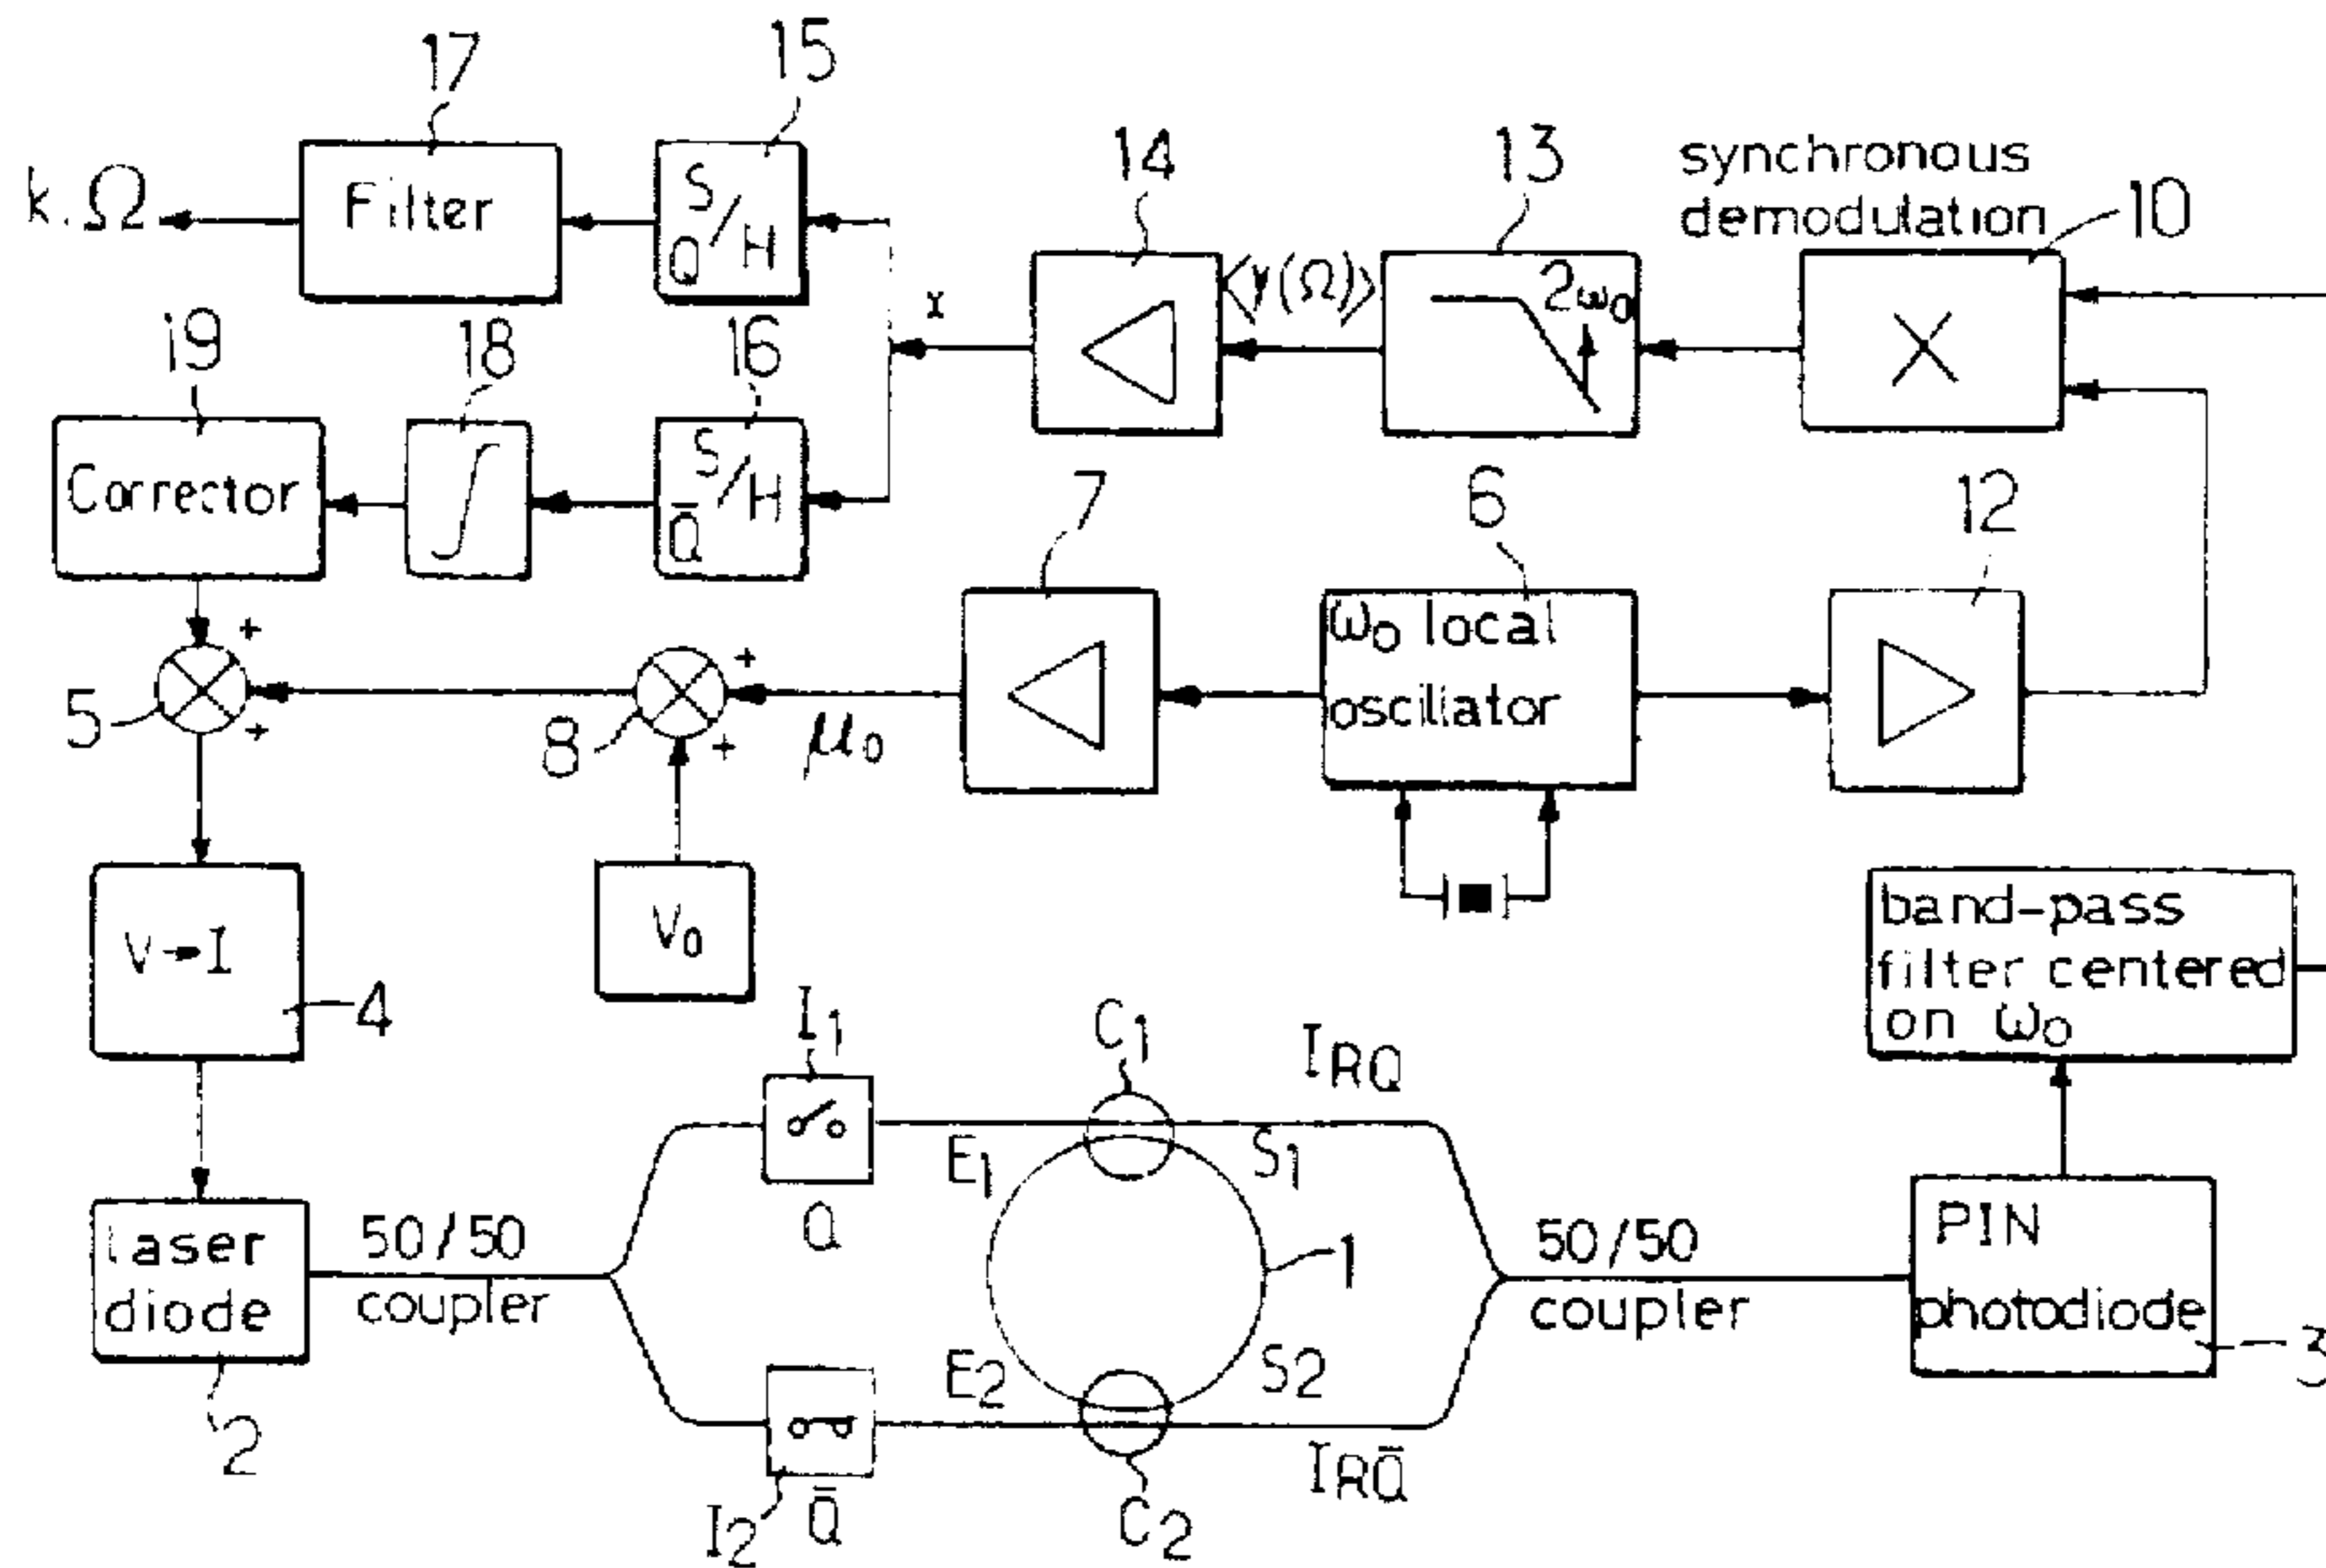 17
15
k.Ω
Filter
S/H
Q
14
⟨y(Ω)⟩
13
2ω₀
synchronous
demodulation
10
X
19
18
16
Corrector
∫
S/H
Q̄
7
6
12
ω₀ local
oscillator
5
+
+
8
+
+
μ₀
V→I
4
V₀
band-pass
filter centered
on ω₀
I₁
C₁
I_RQ
Q
E₁
S₁
Laser
diode
2
50/50
coupler
1
50/50
coupler
PIN
photodiode
3
E₂
S₂
I_RQ̄
I₂
Q̄
C₂